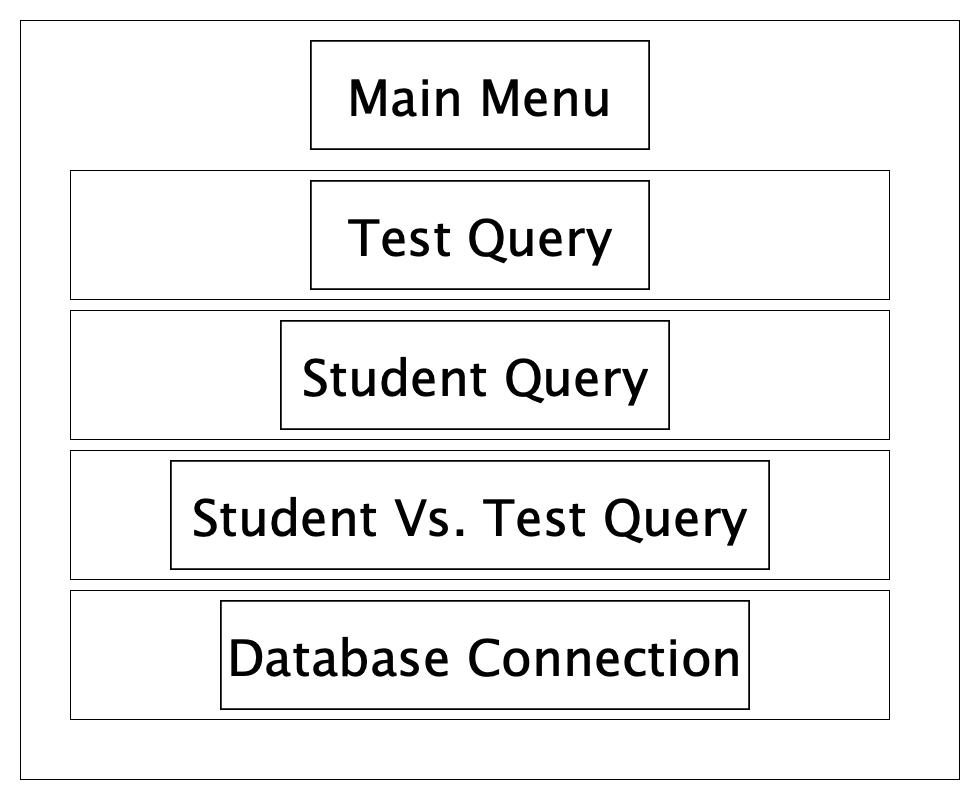 Main Menu
Test Query
Student Query
Student Vs. Test Query
Database Connection